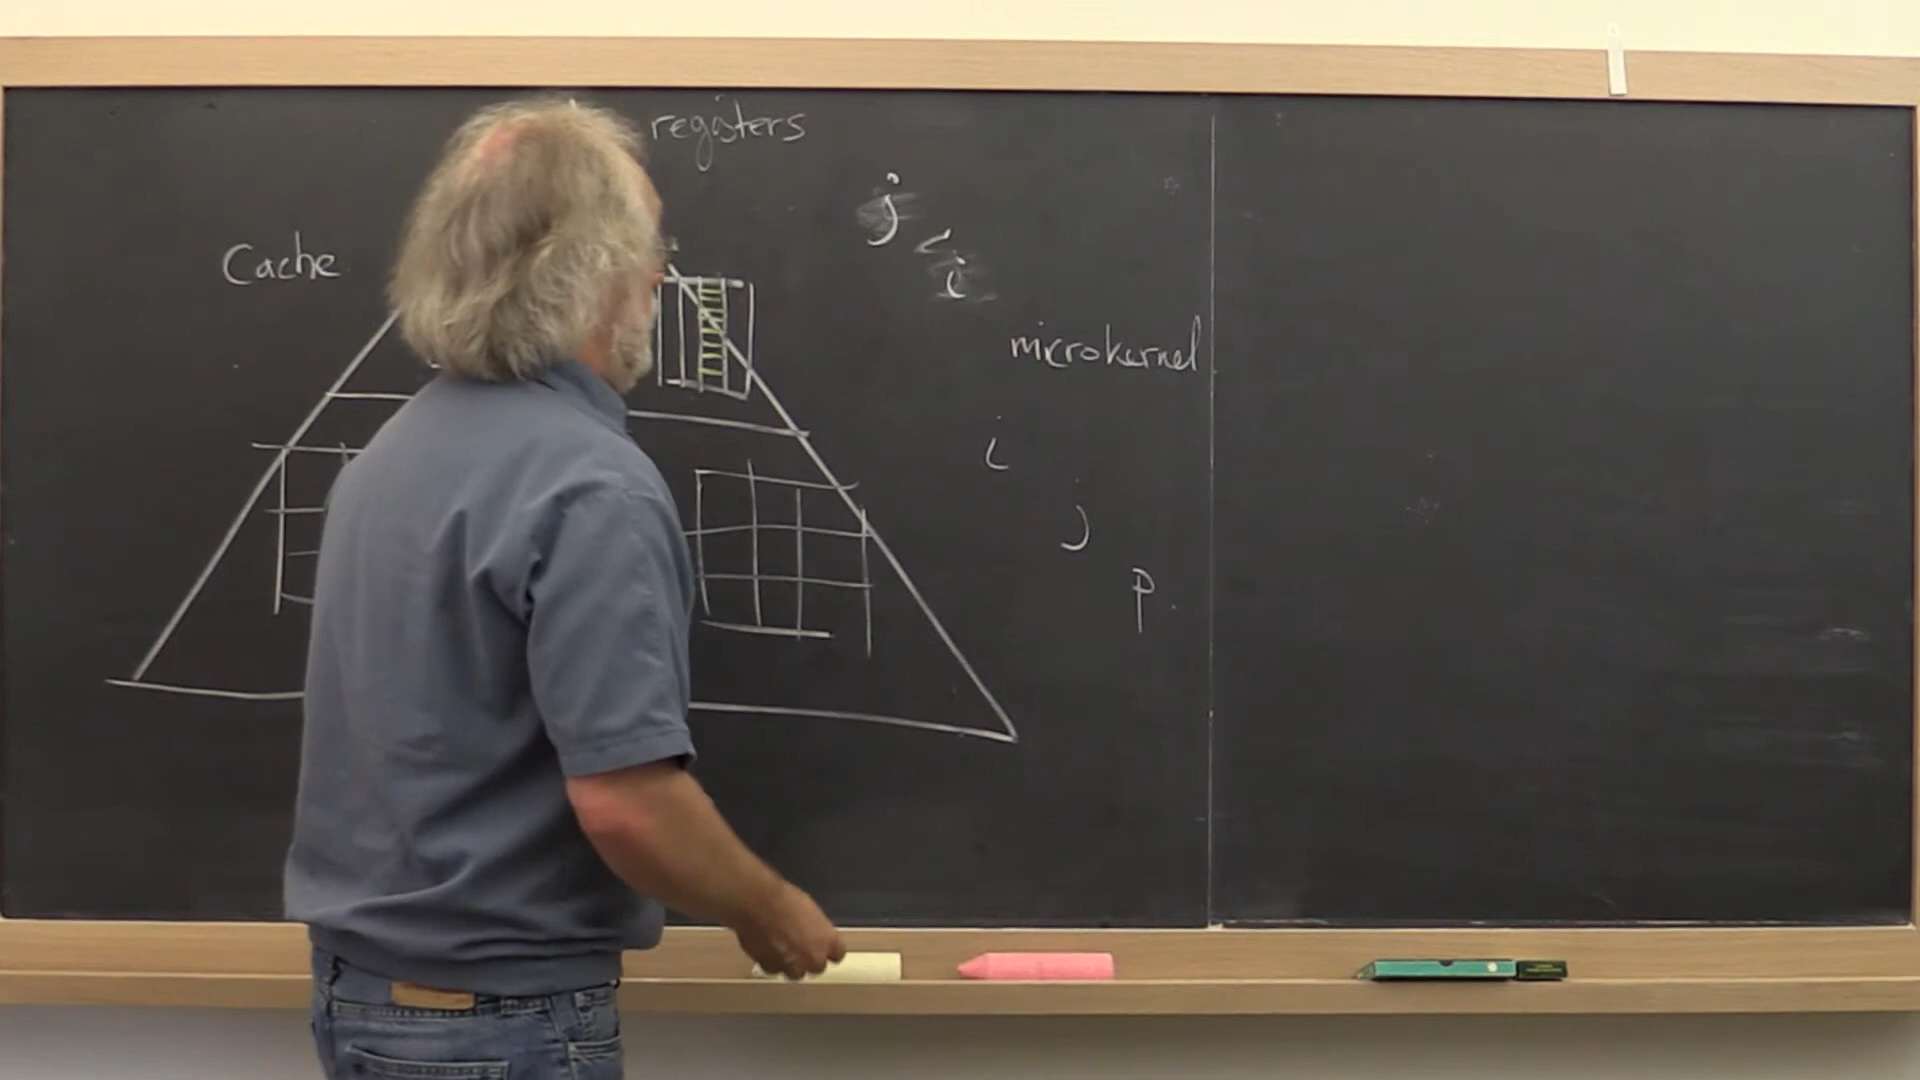 registers
j
i
Cache
microkernel
i
j
p